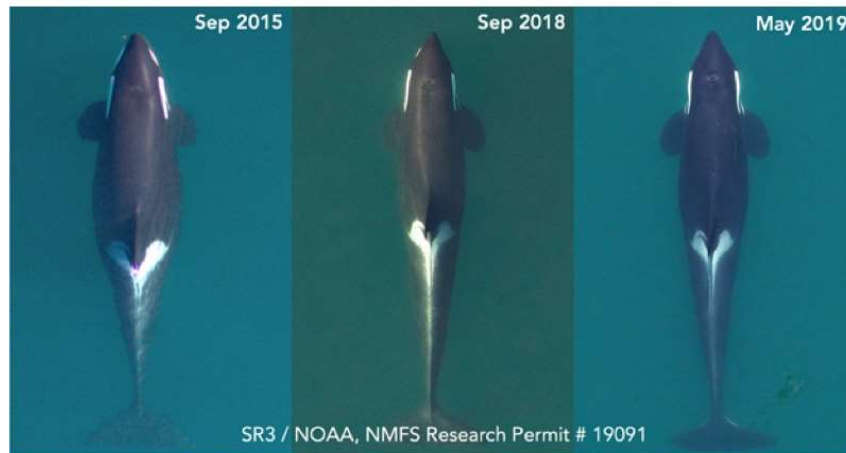 Sep 2015
Sep 2018
May 2019
SR3 / NOAA, NMFS Research Permit # 19091